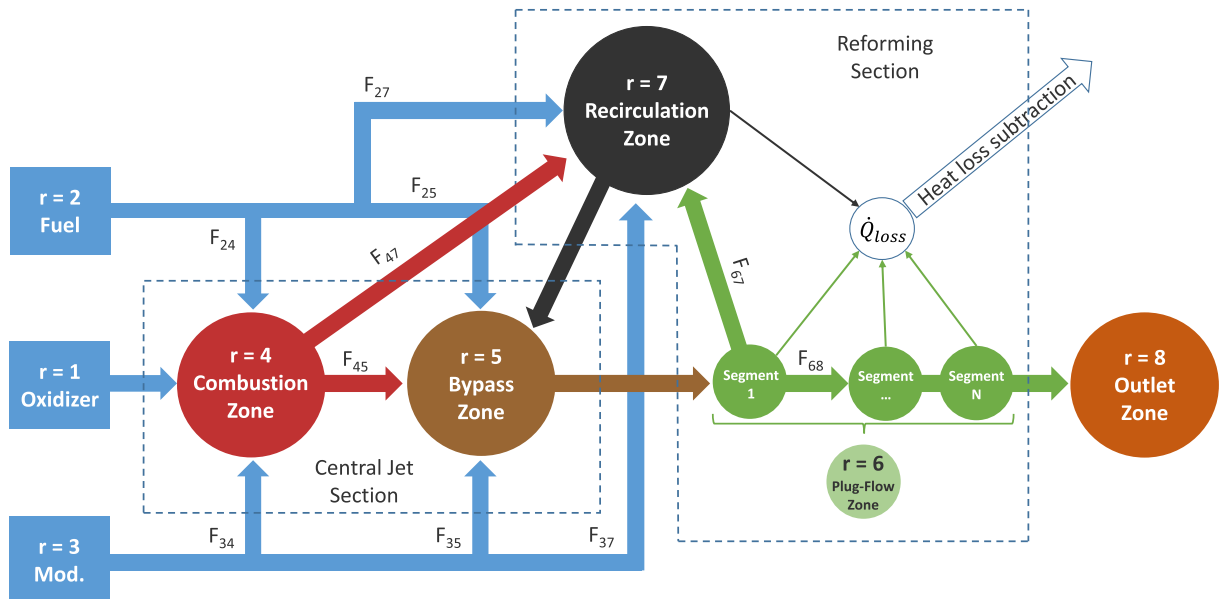 Reforming
Section
r = 7
Recirculation
Zone
F27
Heat loss subtraction
r = 2
Fuel
F25
F24
F47
Q̇loss
F67
r = 1
Oxidizer
r = 4
Combustion
Zone
F45
r = 5
Bypass
Zone
Segment
1
F68
Segment
...
Segment
N
r = 8
Outlet
Zone
Central Jet
Section
r = 6
Plug-Flow
Zone
r = 3
Mod.
F34
F35
F37